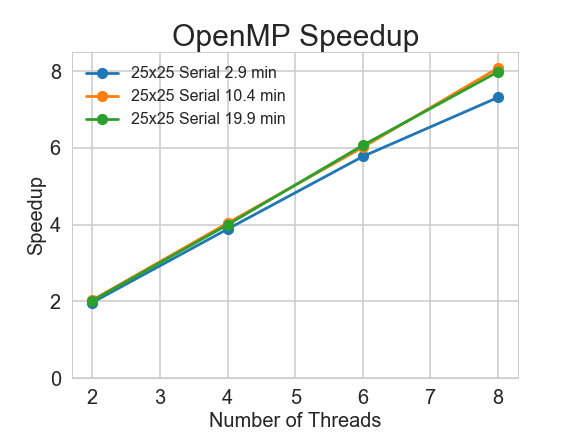 OpenMP Speedup
25x25 Serial 2.9 min
25x25 Serial 10.4 min
25x25 Serial 19.9 min
8
6
4
2
0
Speedup
2 3 4 5 6 7 8
Number of Threads